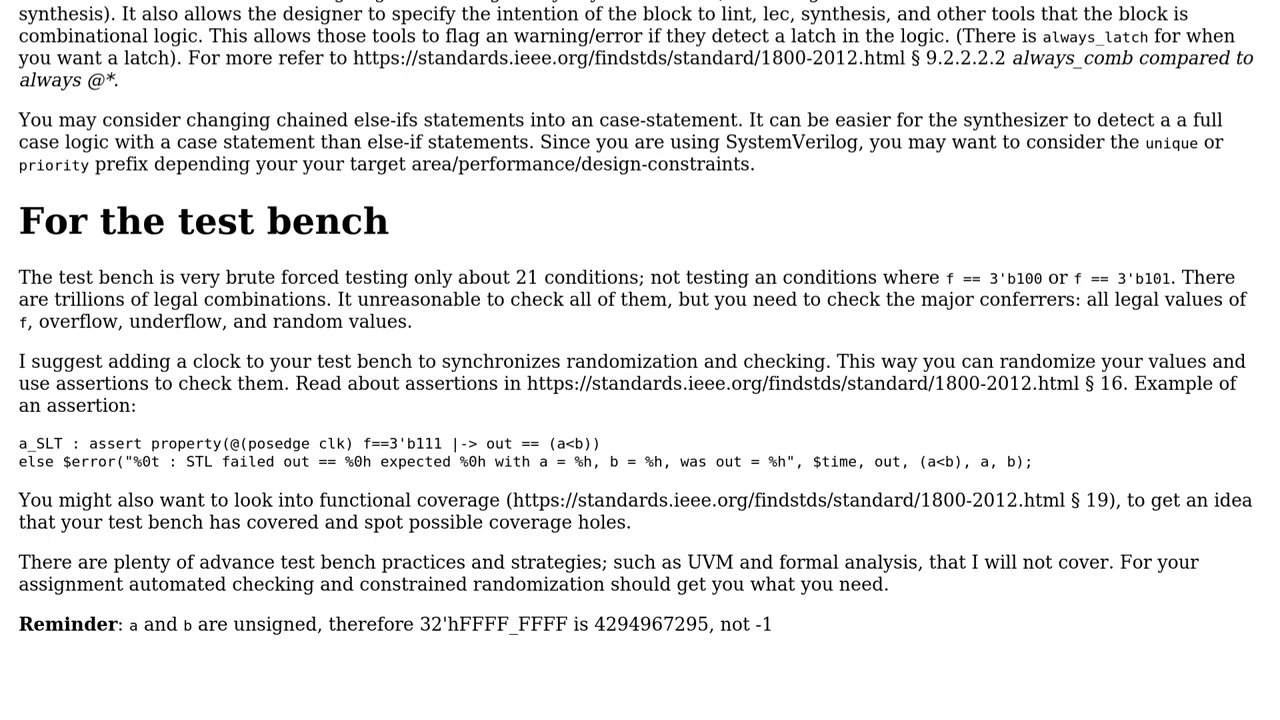 synthesis). It also allows the designer to specify the intention of the block to lint, lec, synthesis, and other tools that the block is
combinational logic. This allows those tools to flag an warning/error if they detect a latch in the logic. (There is always_latch for when
you want a latch). For more refer to https://standards.ieee.org/findstds/standard/1800-2012.html § 9.2.2.2.2 always_comb compared to
always @*.
You may consider changing chained else-ifs statements into an case-statement. It can be easier for the synthesizer to detect a a full
case logic with a case statement than else-if statements. Since you are using SystemVerilog, you may want to consider the unique or
priority prefix depending your your target area/performance/design-constraints.
For the test bench
The test bench is very brute forced testing only about 21 conditions; not testing an conditions where f == 3'b100 or f == 3'b101. There
are trillions of legal combinations. It unreasonable to check all of them, but you need to check the major conferrers: all legal values of
f, overflow, underflow, and random values.
I suggest adding a clock to your test bench to synchronizes randomization and checking. This way you can randomize your values and
use assertions to check them. Read about assertions in https://standards.ieee.org/findstds/standard/1800-2012.html § 16. Example of
an assertion:
a_SLT : assert property(@(posedge clk) f==3'b111 |-> out == (a<b))
else $error("%0t : STL failed out == %0h expected %0h with a = %h, b = %h, was out = %h", $time, out, (a<b), a, b);
You might also want to look into functional coverage (https://standards.ieee.org/findstds/standard/1800-2012.html § 19), to get an idea
that your test bench has covered and spot possible coverage holes.
There are plenty of advance test bench practices and strategies; such as UVM and formal analysis, that I will not cover. For your
assignment automated checking and constrained randomization should get you what you need.
Reminder: a and b are unsigned, therefore 32'hFFFF_FFFF is 4294967295, not -1